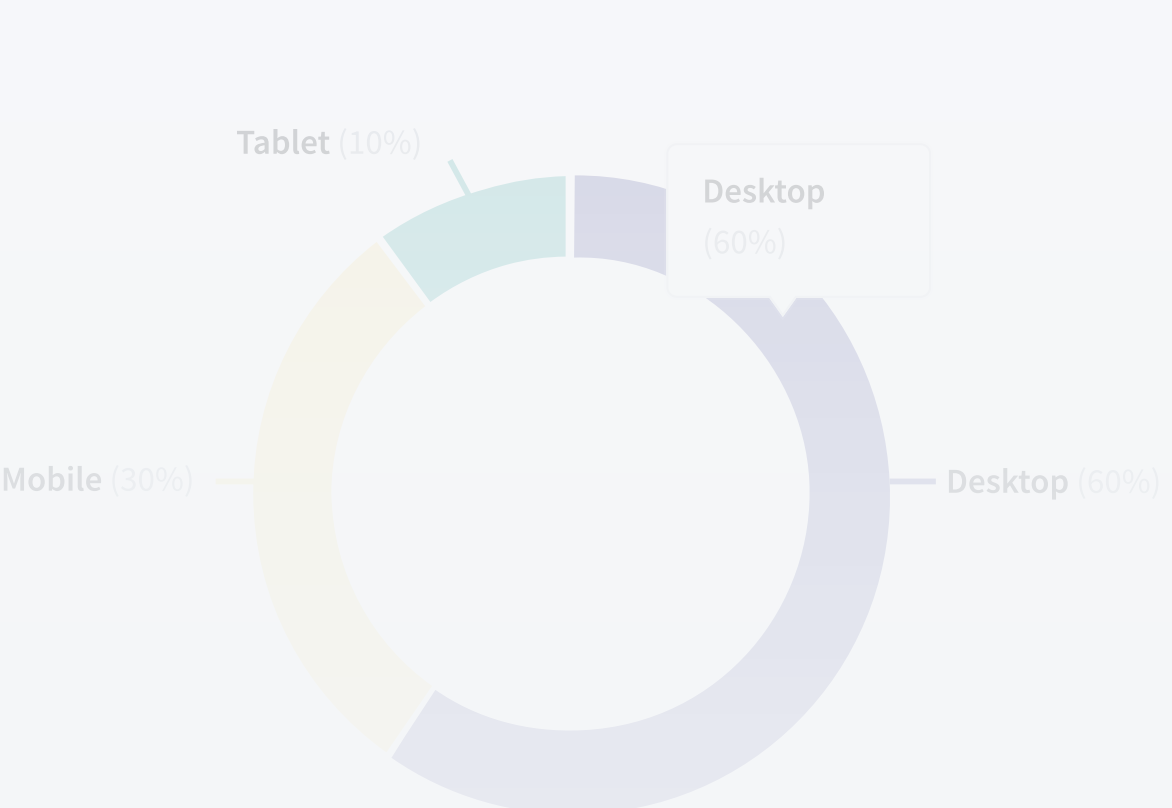 Tablet (10%)
Desktop
(60%)
Mobile (30%)
Desktop (60%)